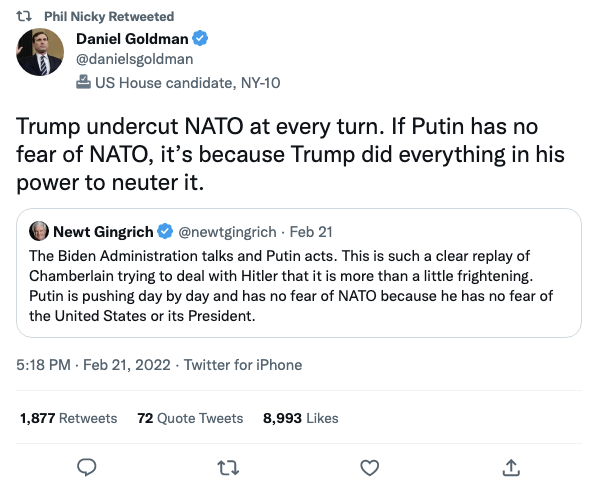 Phil Nicky Retweeted
Daniel Goldman
@danielsgoldman
US House candidate, NY-10
Trump undercut NATO at every turn. If Putin has no
fear of NATO, it’s because Trump did everything in his
power to neuter it.
Newt Gingrich @newtgingrich · Feb 21
The Biden Administration talks and Putin acts. This is such a clear replay of
Chamberlain trying to deal with Hitler that it is more than a little frightening.
Putin is pushing day by day and has no fear of NATO because he has no fear of
the United States or its President.
5:18 PM · Feb 21, 2022 · Twitter for iPhone
1,877 Retweets 72 Quote Tweets 8,993 Likes